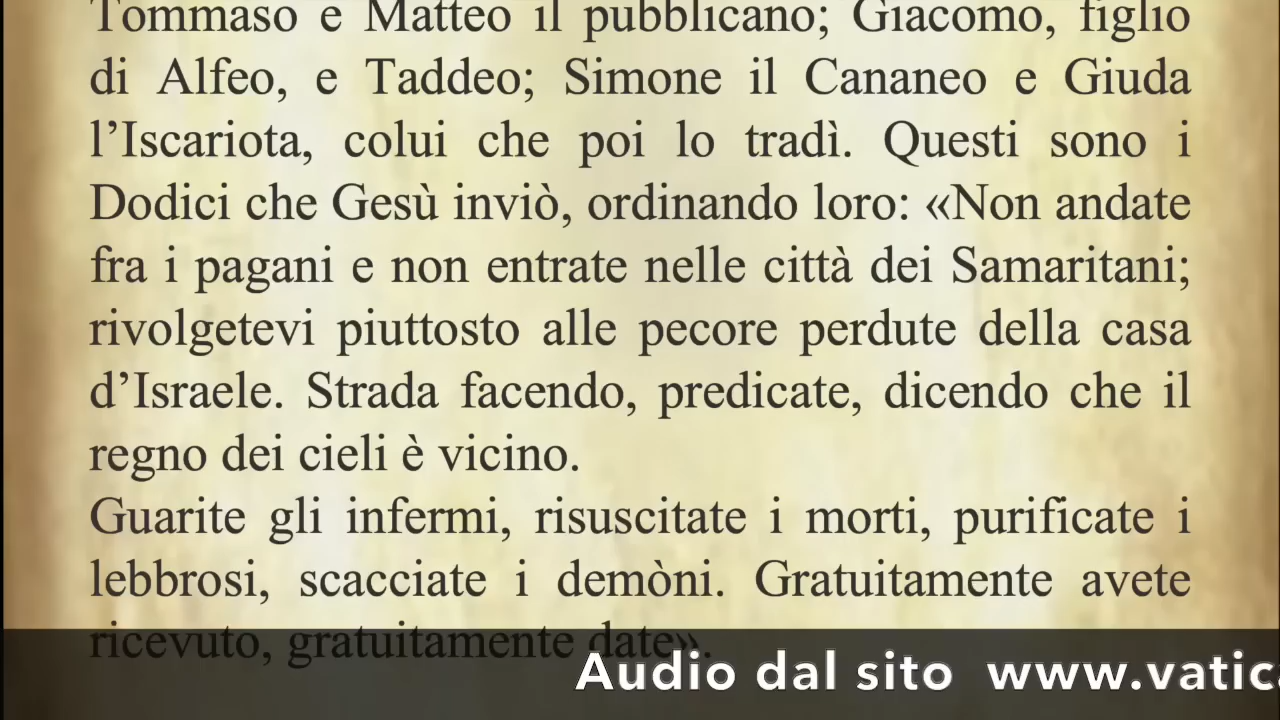 Tommaso e Matteo il pubblicano; Giacomo, figlio
di Alfeo, e Taddeo; Simone il Cananeo e Giuda
l’Iscariota, colui che poi lo tradì. Questi sono i
Dodici che Gesù inviò, ordinando loro: «Non andate
fra i pagani e non entrate nelle città dei Samaritani;
rivolgetevi piuttosto alle pecore perdute della casa
d’Israele. Strada facendo, predicate, dicendo che il
regno dei cieli è vicino.
Guarite gli infermi, risuscitate i morti, purificate i
lebbrosi, scacciate i demòni. Gratuitamente avete
ricevuto, gratuitamente date».
Audio dal sito www.vatica